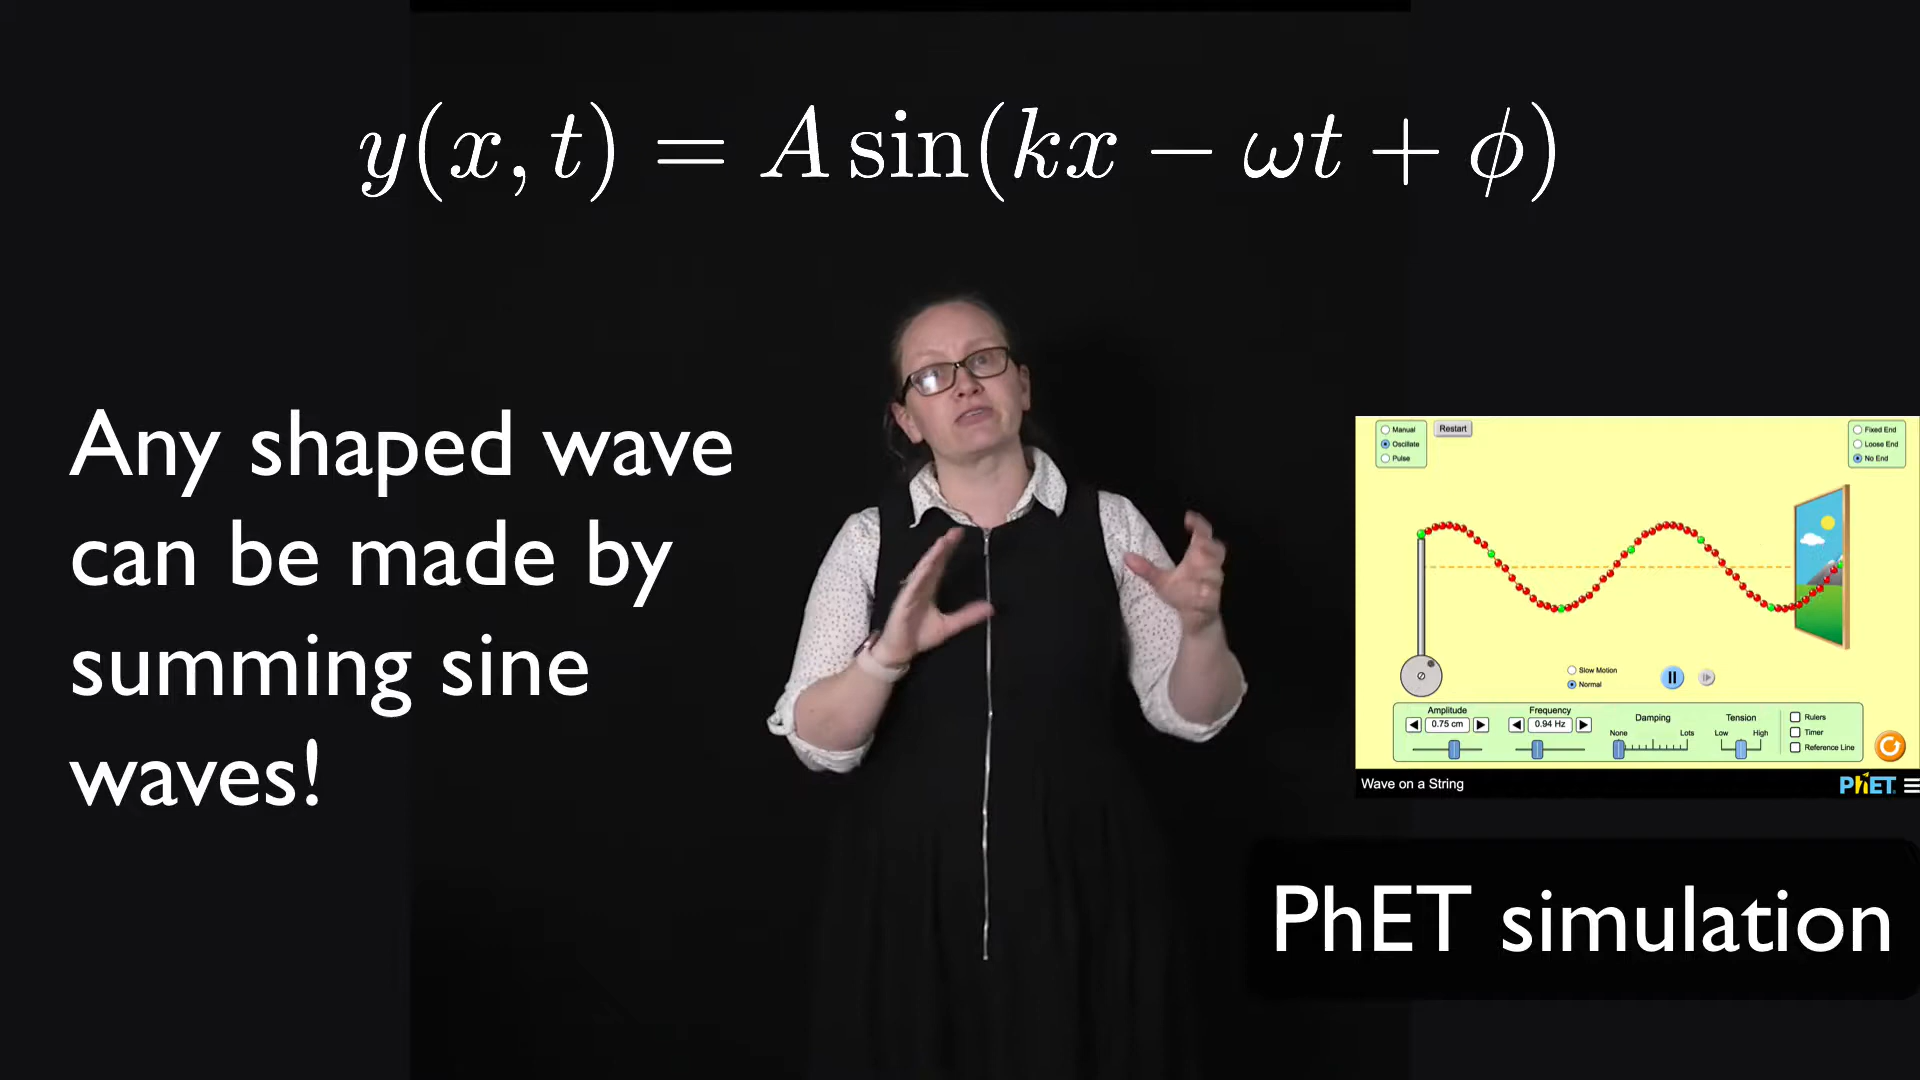 y(x, t) = A sin(kx − ωt + ϕ)
Any shaped wave
can be made by
summing sine
waves!
Manual
Oscillate
Pulse
Restart
Fixed End
Loose End
No End
Slow Motion
Normal
Amplitude
0.75 cm
Frequency
0.94 Hz
Damping
None Lots
Tension
Low High
Rulers
Timer
Reference Line
Wave on a String
PhET
PhET simulation